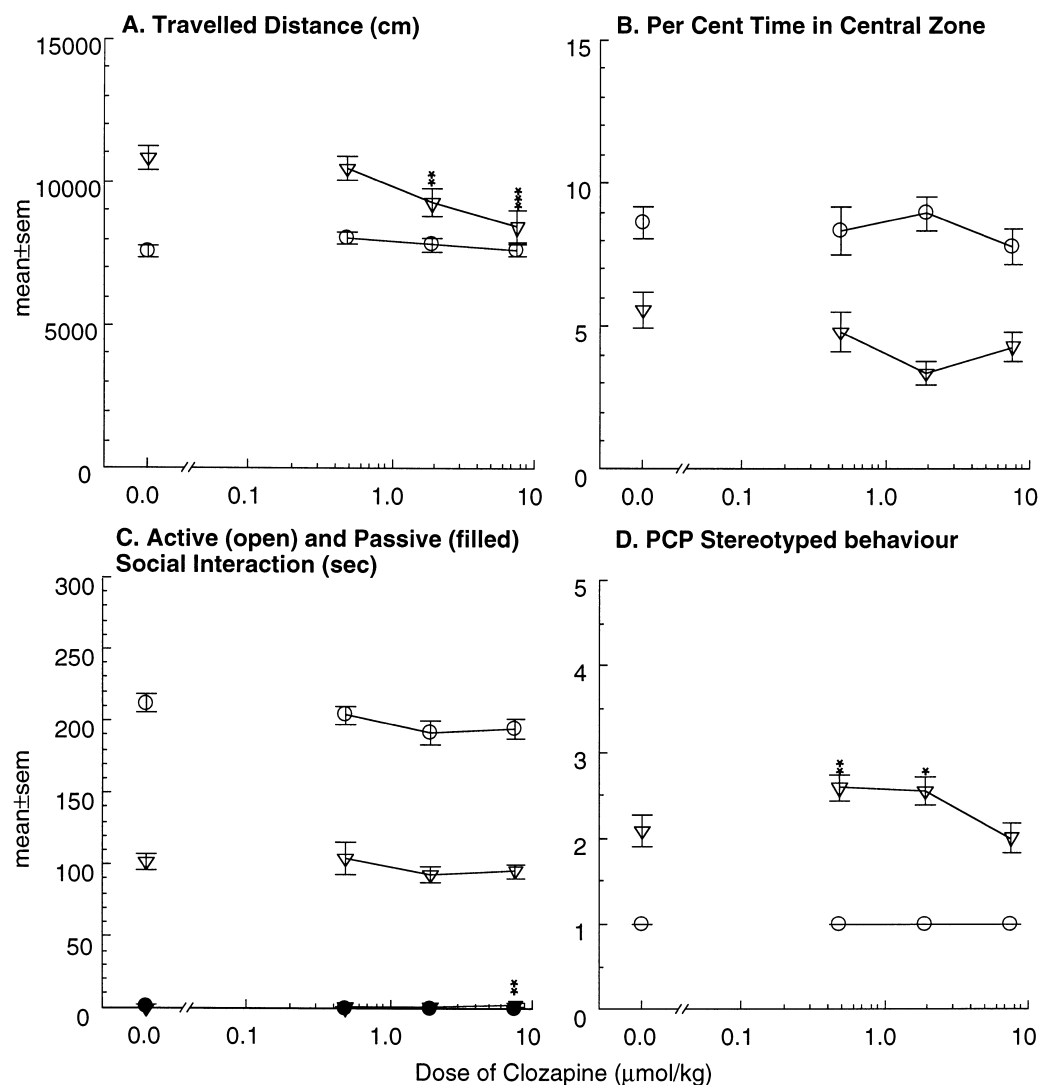 A. Travelled Distance (cm)
15000
10000
5000
0
mean±sem
**
***
0.0 0.1 1.0 10
B. Per Cent Time in Central Zone
15
10
5
0
0.0 0.1 1.0 10
C. Active (open) and Passive (filled)
Social Interaction (sec)
300
250
200
150
100
50
0
mean±sem
**
0.0 0.1 1.0 10
D. PCP Stereotyped behaviour
5
4
3
2
1
0
**
*
0.0 0.1 1.0 10
Dose of Clozapine (μmol/kg)